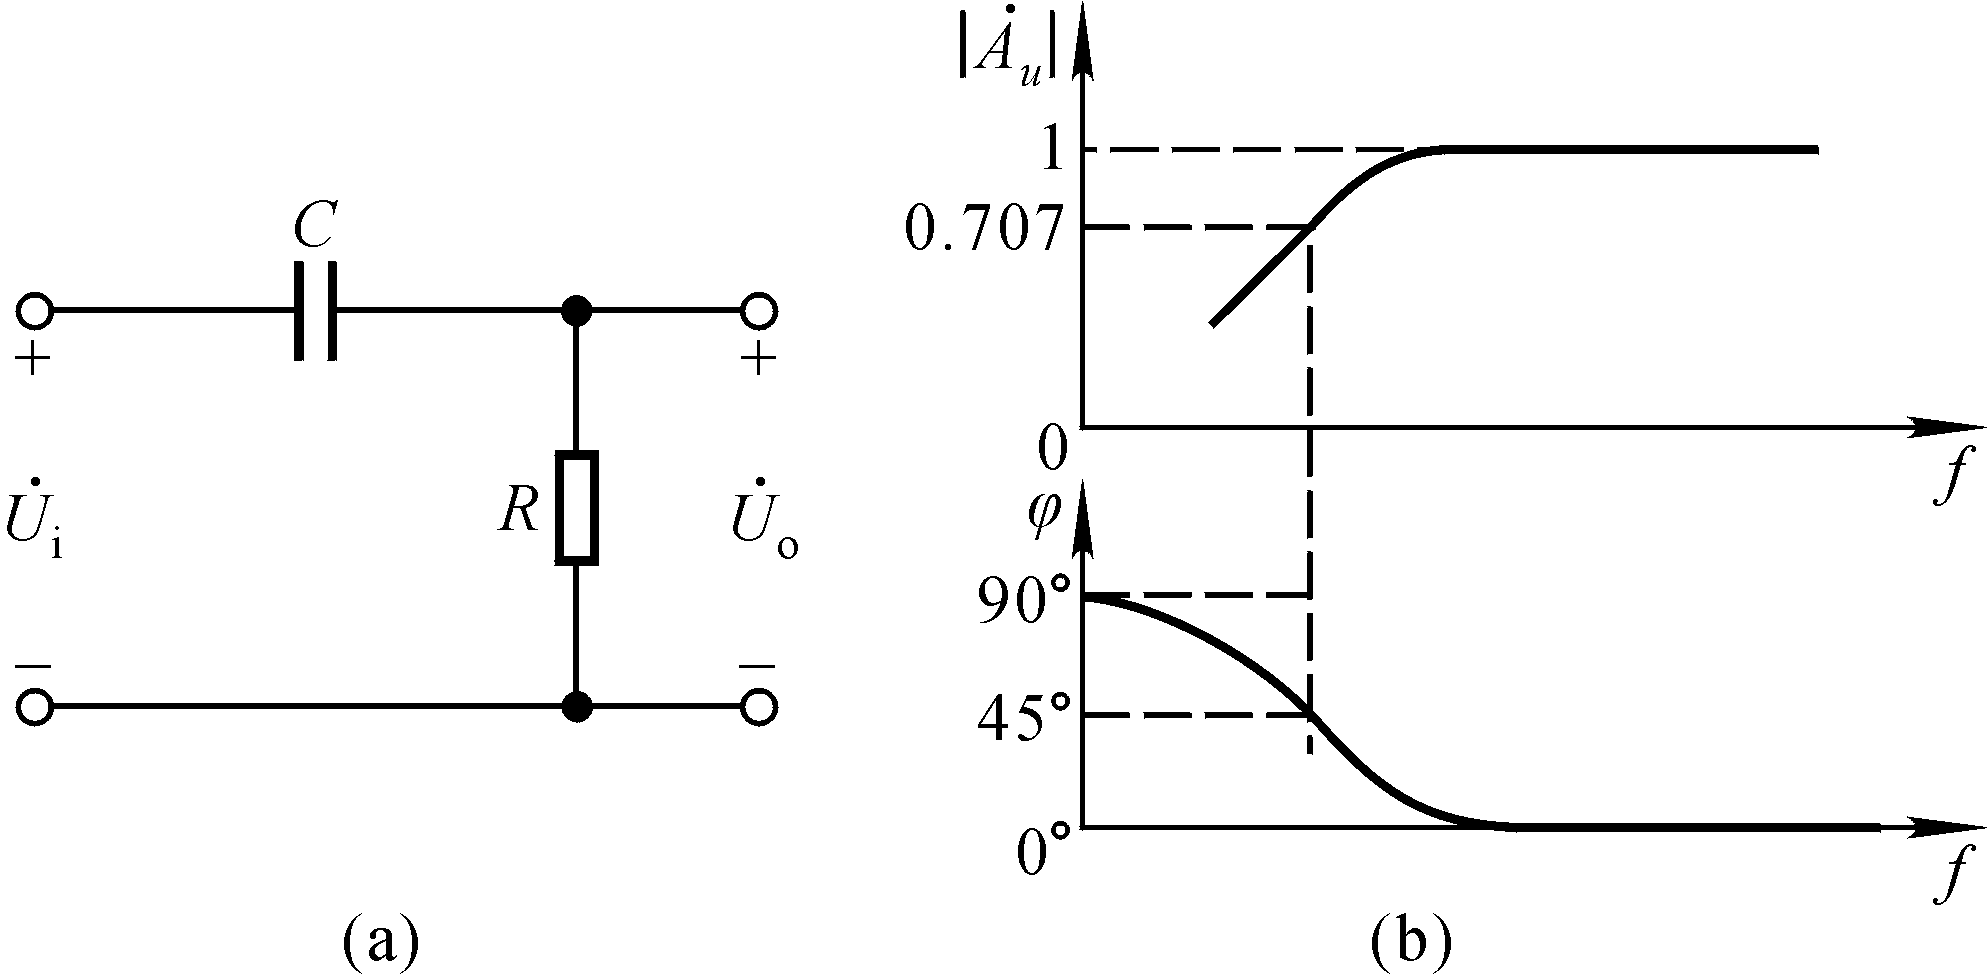 C
+ +
R
U̇i U̇o
− −
(a)
|Ȧu|
1
0.707
0
f
φ
90°
45°
0°
f
(b)